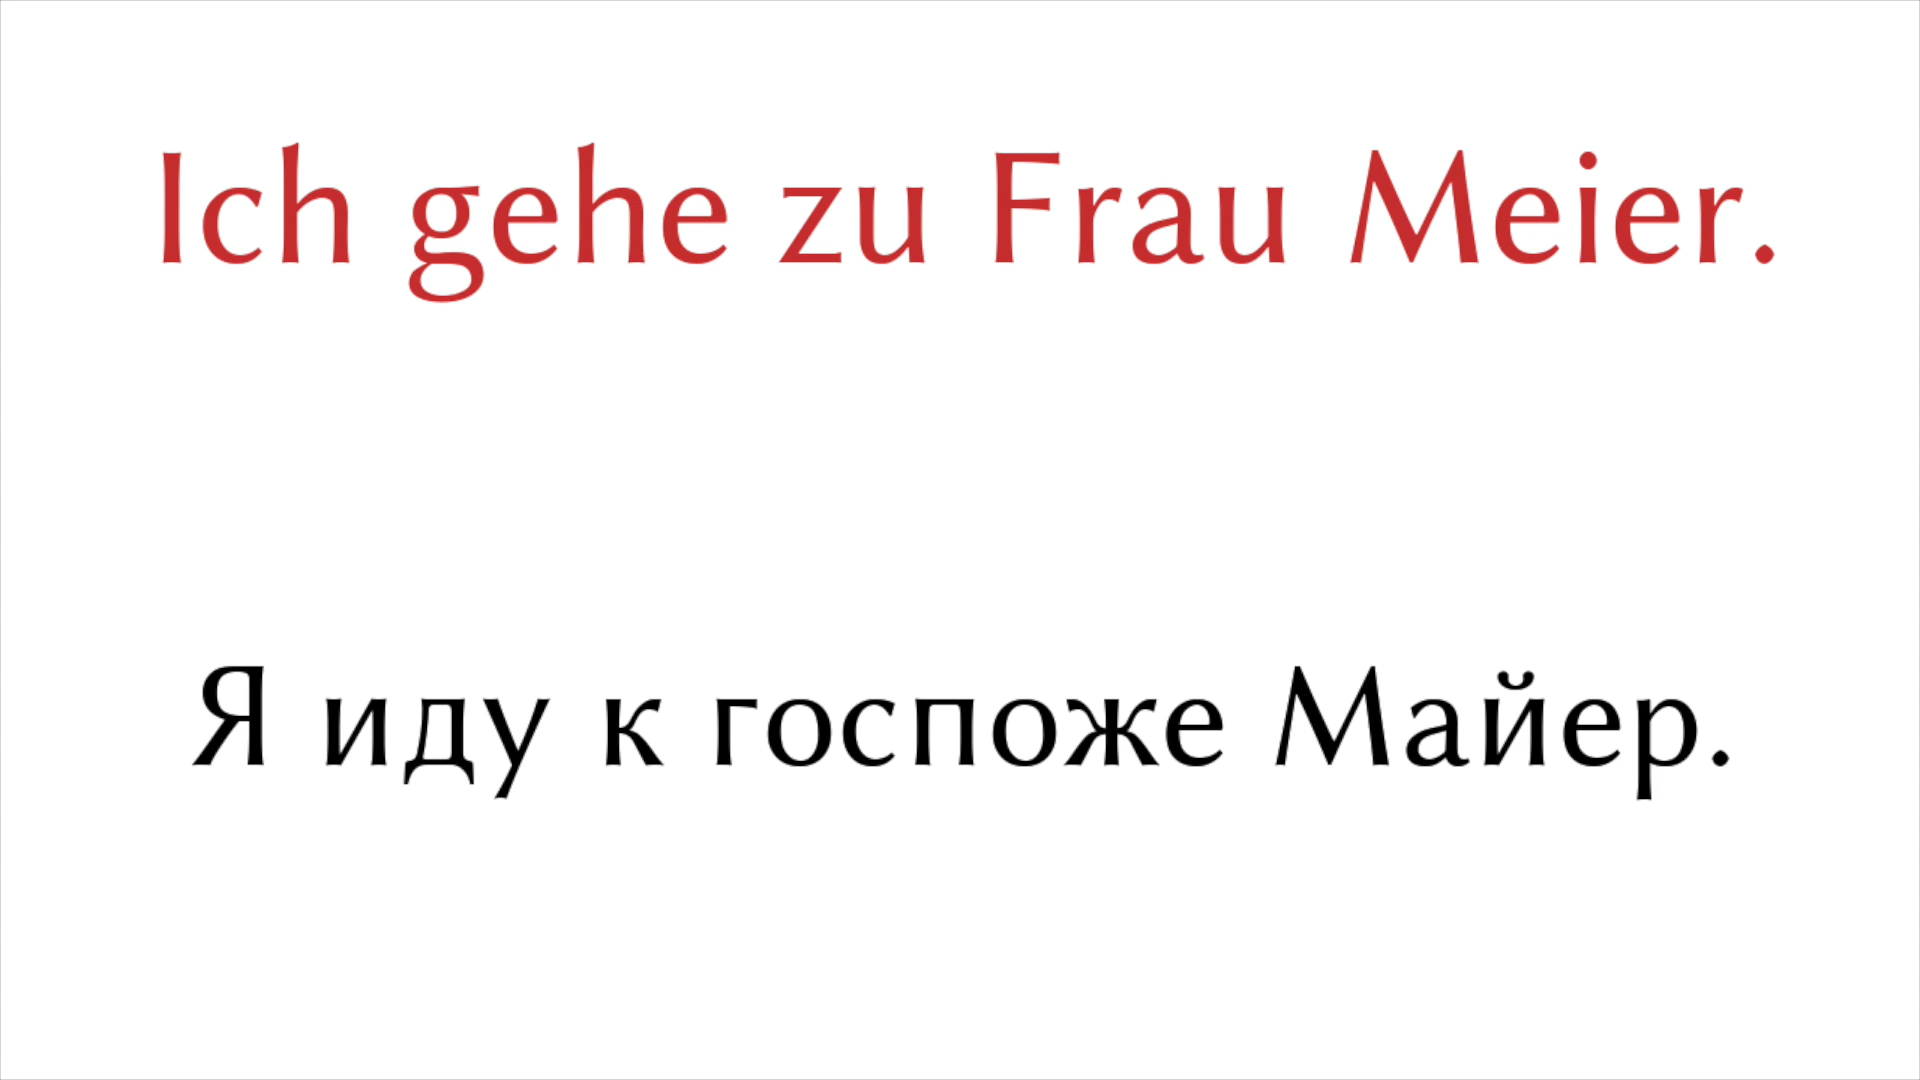 Ich gehe zu Frau Meier.
Я иду к госпоже Майер.